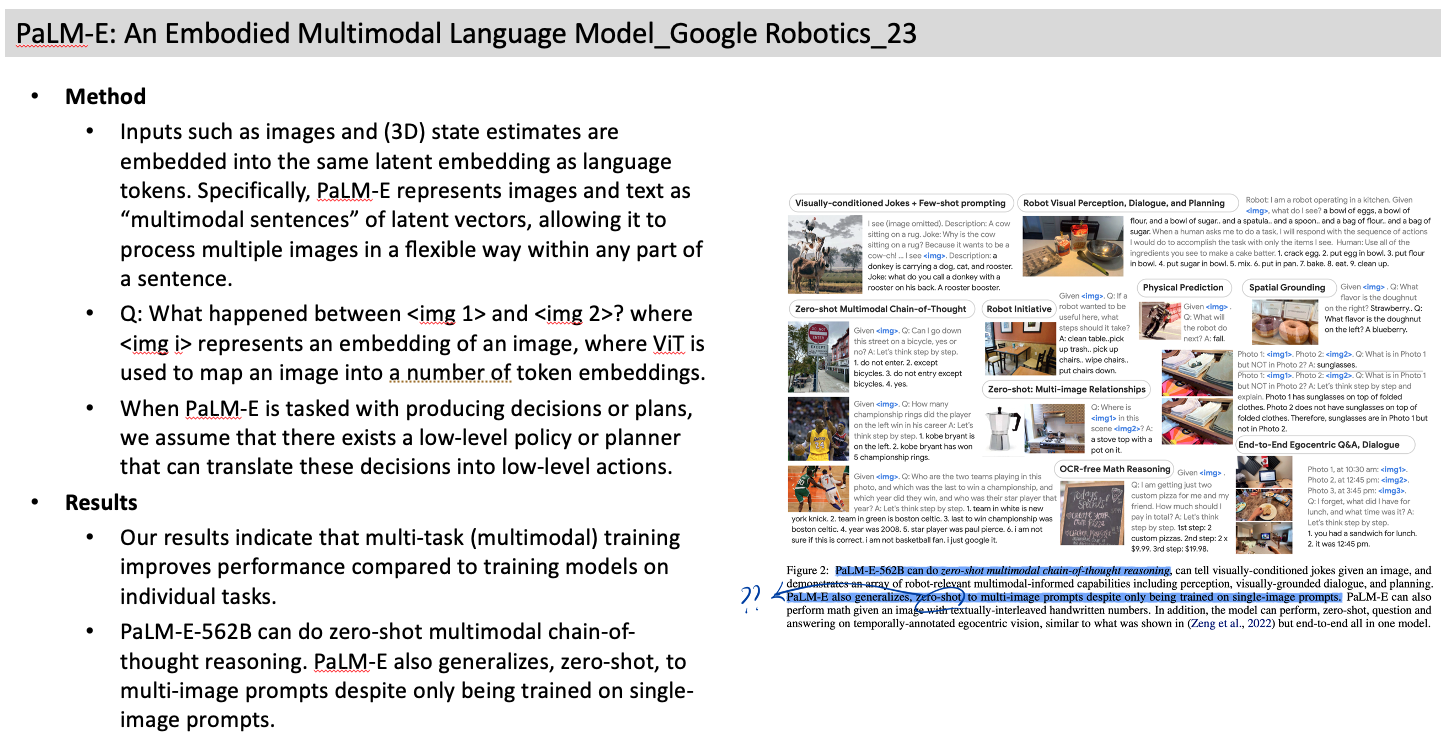 PaLM-E: An Embodied Multimodal Language Model_Google Robotics_23
• Method
• Inputs such as images and (3D) state estimates are
embedded into the same latent embedding as language
tokens. Specifically, PaLM-E represents images and text as
“multimodal sentences” of latent vectors, allowing it to
process multiple images in a flexible way within any part of
a sentence.
• Q: What happened between <img 1> and <img 2>? where
<img i> represents an embedding of an image, where ViT is
used to map an image into a number of token embeddings.
• When PaLM-E is tasked with producing decisions or plans,
we assume that there exists a low-level policy or planner
that can translate these decisions into low-level actions.
• Results
• Our results indicate that multi-task (multimodal) training
improves performance compared to training models on
individual tasks.
• PaLM-E-562B can do zero-shot multimodal chain-of-
thought reasoning. PaLM-E also generalizes, zero-shot, to
multi-image prompts despite only being trained on single-
image prompts.
Visually-conditioned Jokes + Few-shot prompting
I see (image omitted). Description: A cow
sitting on a rug. Joke: Why is the cow
sitting on a rug? Because it wants to be a
cow-ch! ... I see <img>. Description: a
donkey is carrying a dog, cat, and rooster.
Joke: what do you call a donkey with a
rooster on his back. A rooster booster.
Robot Visual Perception, Dialogue, and Planning
Robot: I am a robot operating in a kitchen. Given
<img>, what do I see? a bowl of eggs, a bowl of
flour, and a bowl of sugar.. and a spatula.. and a spoon.. and a bag of flour.. and a bag of
sugar. When a human asks me to do a task, I will respond with the sequence of actions
I would do to accomplish the task with only the items I see. Human: Use all of the
ingredients you see to make a cake batter. 1. crack egg. 2. put egg in bowl. 3. put flour
in bowl. 4. put sugar in bowl. 5. mix. 6. put in pan. 7. bake. 8. eat. 9. clean up.
Zero-shot Multimodal Chain-of-Thought
DO NOT
ENTER
Given <img>. Q: Can I go down
this street on a bicycle, yes or
no? A: Let's think step by step.
1. do not enter. 2. except
bicycles. 3. do not entry except
bicycles. 4. yes.
Given <img>. Q: How many
championship rings did the player
on the left win in his career A: Let's
think step by step. 1. kobe bryant is
on the left. 2. kobe bryant has won
5 championship rings.
Given <img>. Q: Who are the two teams playing in this
photo, and which was the last to win a championship, and
which year did they win, and who was their star player that
year? A: Let's think step by step. 1. team in white is new
york knick. 2. team in green is boston celtic. 3. last to win championship was
boston celtic. 4. year was 2008. 5. star player was paul pierce. 6. i am not
sure if this is correct. i am not basketball fan. i just google it.
Robot Initiative
Given <img>. Q: If a
robot wanted to be
useful here, what
steps should it take?
A: clean table..pick
up trash.. pick up
chairs.. wipe chairs..
put chairs down.
Physical Prediction
Given <img>.
Q: What will
the robot do
next? A: fall.
Spatial Grounding
Given <img> . Q: What
flavor is the doughnut
on the right? Strawberry.. Q:
What flavor is the doughnut
on the left? A blueberry.
Zero-shot: Multi-image Relationships
Q: Where is
<img1> in this
scene <img2>? A:
a stove top with a
pot on it.
Photo 1: <img1>. Photo 2: <img2>. Q: What is in Photo 1
but NOT in Photo 2? A: sunglasses.
Photo 1: <img1>. Photo 2: <img2>. Q: What is in Photo 1
but NOT in Photo 2? A: Let's think step by step and
explain. Photo 1 has sunglasses on top of folded
clothes. Photo 2 does not have sunglasses on top of
folded clothes. Therefore, sunglasses are in Photo 1 but
not in Photo 2.
OCR-free Math Reasoning
Given <img> .
Q: I am getting just two
custom pizza for me and my
friend. How much should I
pay in total? A: Let's think
step by step. 1st step: 2
custom pizzas. 2nd step: 2 x
$9.99. 3rd step: $19.98.
End-to-End Egocentric Q&A, Dialogue
Photo 1, at 10:30 am: <img1>.
Photo 2, at 12:45 pm: <img2>.
Photo 3, at 3:45 pm: <img3>.
Q: I forget, what did I have for
lunch, and what time was it? A:
Let's think step by step.
1. you had a sandwich for lunch.
2. it was 12:45 pm.
Figure 2: PaLM-E-562B can do zero-shot multimodal chain-of-thought reasoning, can tell visually-conditioned jokes given an image, and
demonstrates an array of robot-relevant multimodal-informed capabilities including perception, visually-grounded dialogue, and planning.
PaLM-E also generalizes, zero-shot, to multi-image prompts despite only being trained on single-image prompts. PaLM-E can also
perform math given an image with textually-interleaved handwritten numbers. In addition, the model can perform, zero-shot, question and
answering on temporally-annotated egocentric vision, similar to what was shown in (Zeng et al., 2022) but end-to-end all in one model.
??